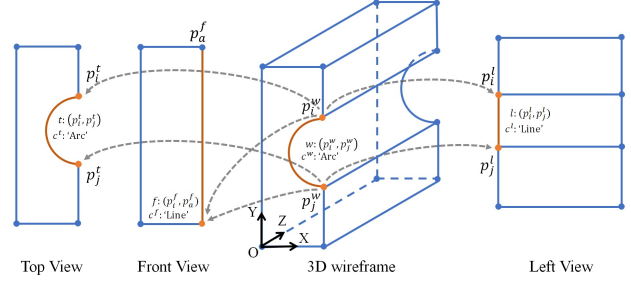 p_a^f
p_i^t
t: (p_i^t, p_j^t)
c^t: 'Arc'
p_j^t
f: (p_i^f, p_a^f)
c^f: 'Line'
p_i^w
w: (p_i^w, p_j^w)
c^w: 'Arc'
p_j^w
Y
Z
X
O
p_i^l
l: (p_i^l, p_j^l)
c^l: 'Line'
p_j^l
Top View
Front View
3D wireframe
Left View